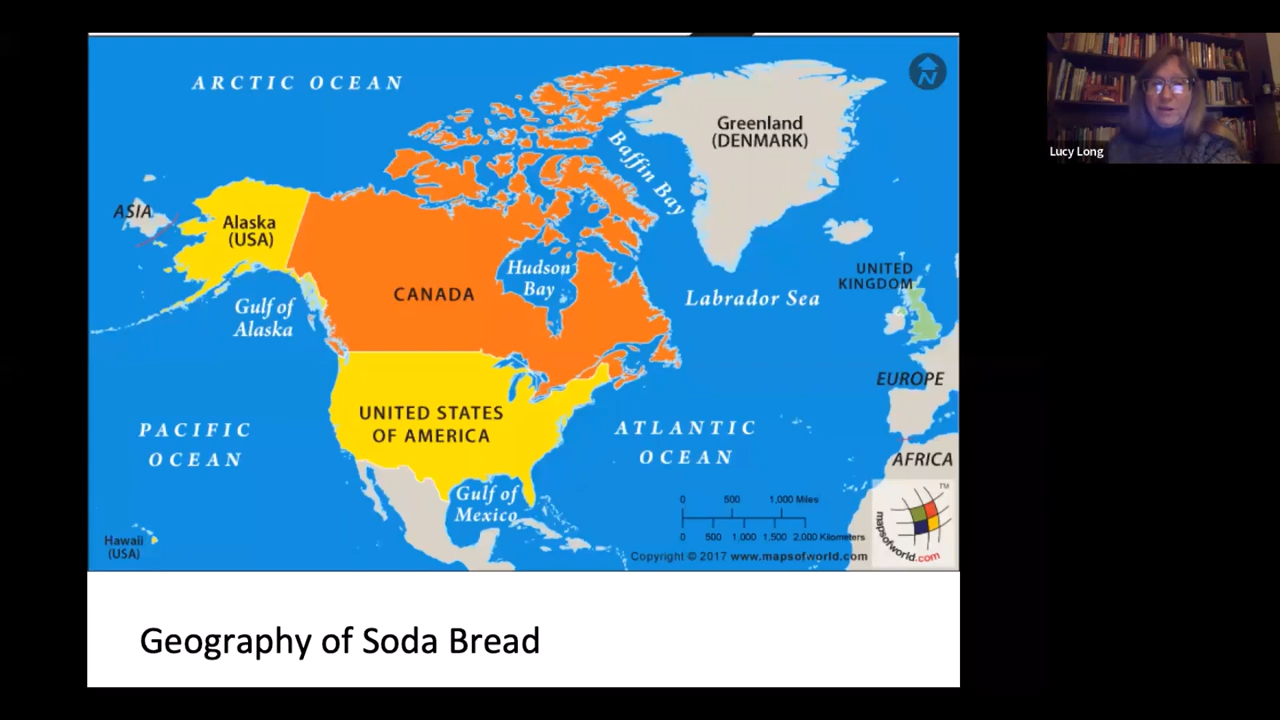 ARCTIC OCEAN
N
Greenland
(DENMARK)
Baffin Bay
ASIA
Alaska
(USA)
Hudson
Bay
CANADA
Gulf of
Alaska
Labrador Sea
UNITED
KINGDOM
EUROPE
UNITED STATES
OF AMERICA
PACIFIC
OCEAN
ATLANTIC
OCEAN
AFRICA
Gulf of
Mexico
Hawaii
(USA)
0 500 1,000 Miles
0 500 1,000 1,500 2,000 Kilometers
Copyright © 2017 www.mapsofworld.com
TM
mapsofworld.com
Geography of Soda Bread
Lucy Long